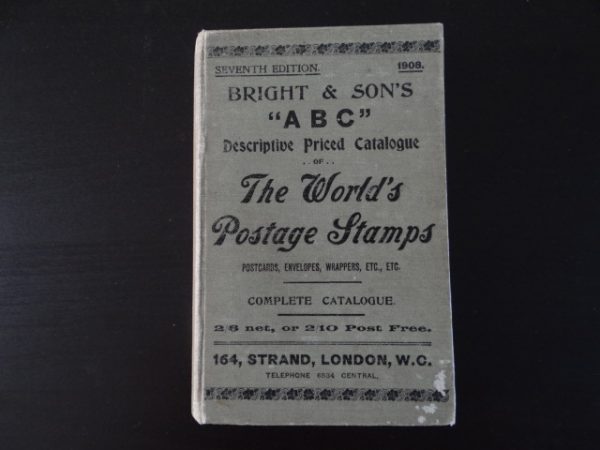 SEVENTH EDITION. 1908.
BRIGHT & SON'S
"A B C"
Descriptive Priced Catalogue
.. OF ..
The World's
Postage Stamps
POSTCARDS, ENVELOPES, WRAPPERS, ETC., ETC.
COMPLETE CATALOGUE.
2/6 net, or 2/10 Post Free.
164, STRAND, LONDON, W.C.
TELEPHONE 6534 CENTRAL.